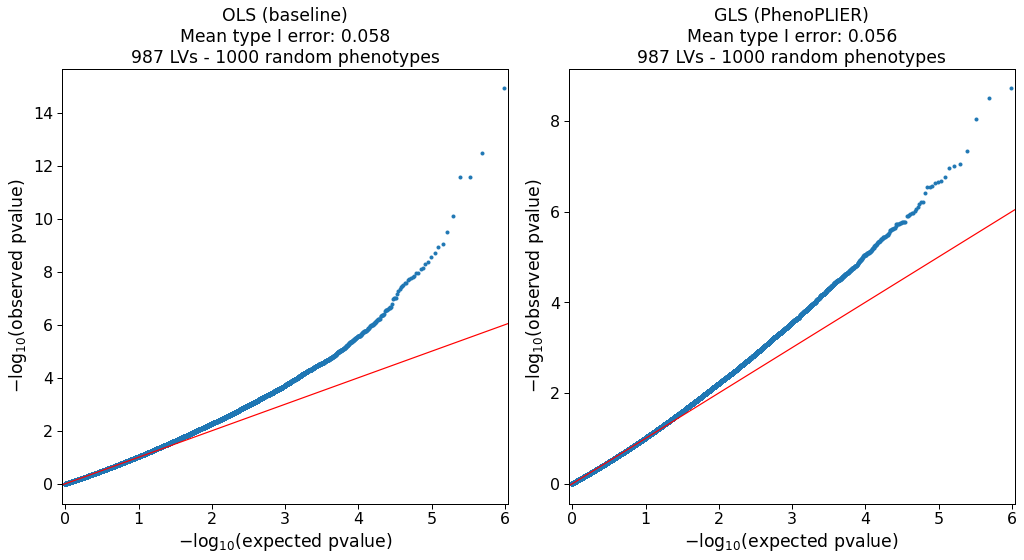 OLS (baseline)
Mean type I error: 0.058
987 LVs - 1000 random phenotypes
14
12
10
8
6
4
2
0
−log₁₀(observed pvalue)
0 1 2 3 4 5 6
−log₁₀(expected pvalue)
GLS (PhenoPLIER)
Mean type I error: 0.056
987 LVs - 1000 random phenotypes
8
6
4
2
0
−log₁₀(observed pvalue)
0 1 2 3 4 5 6
−log₁₀(expected pvalue)